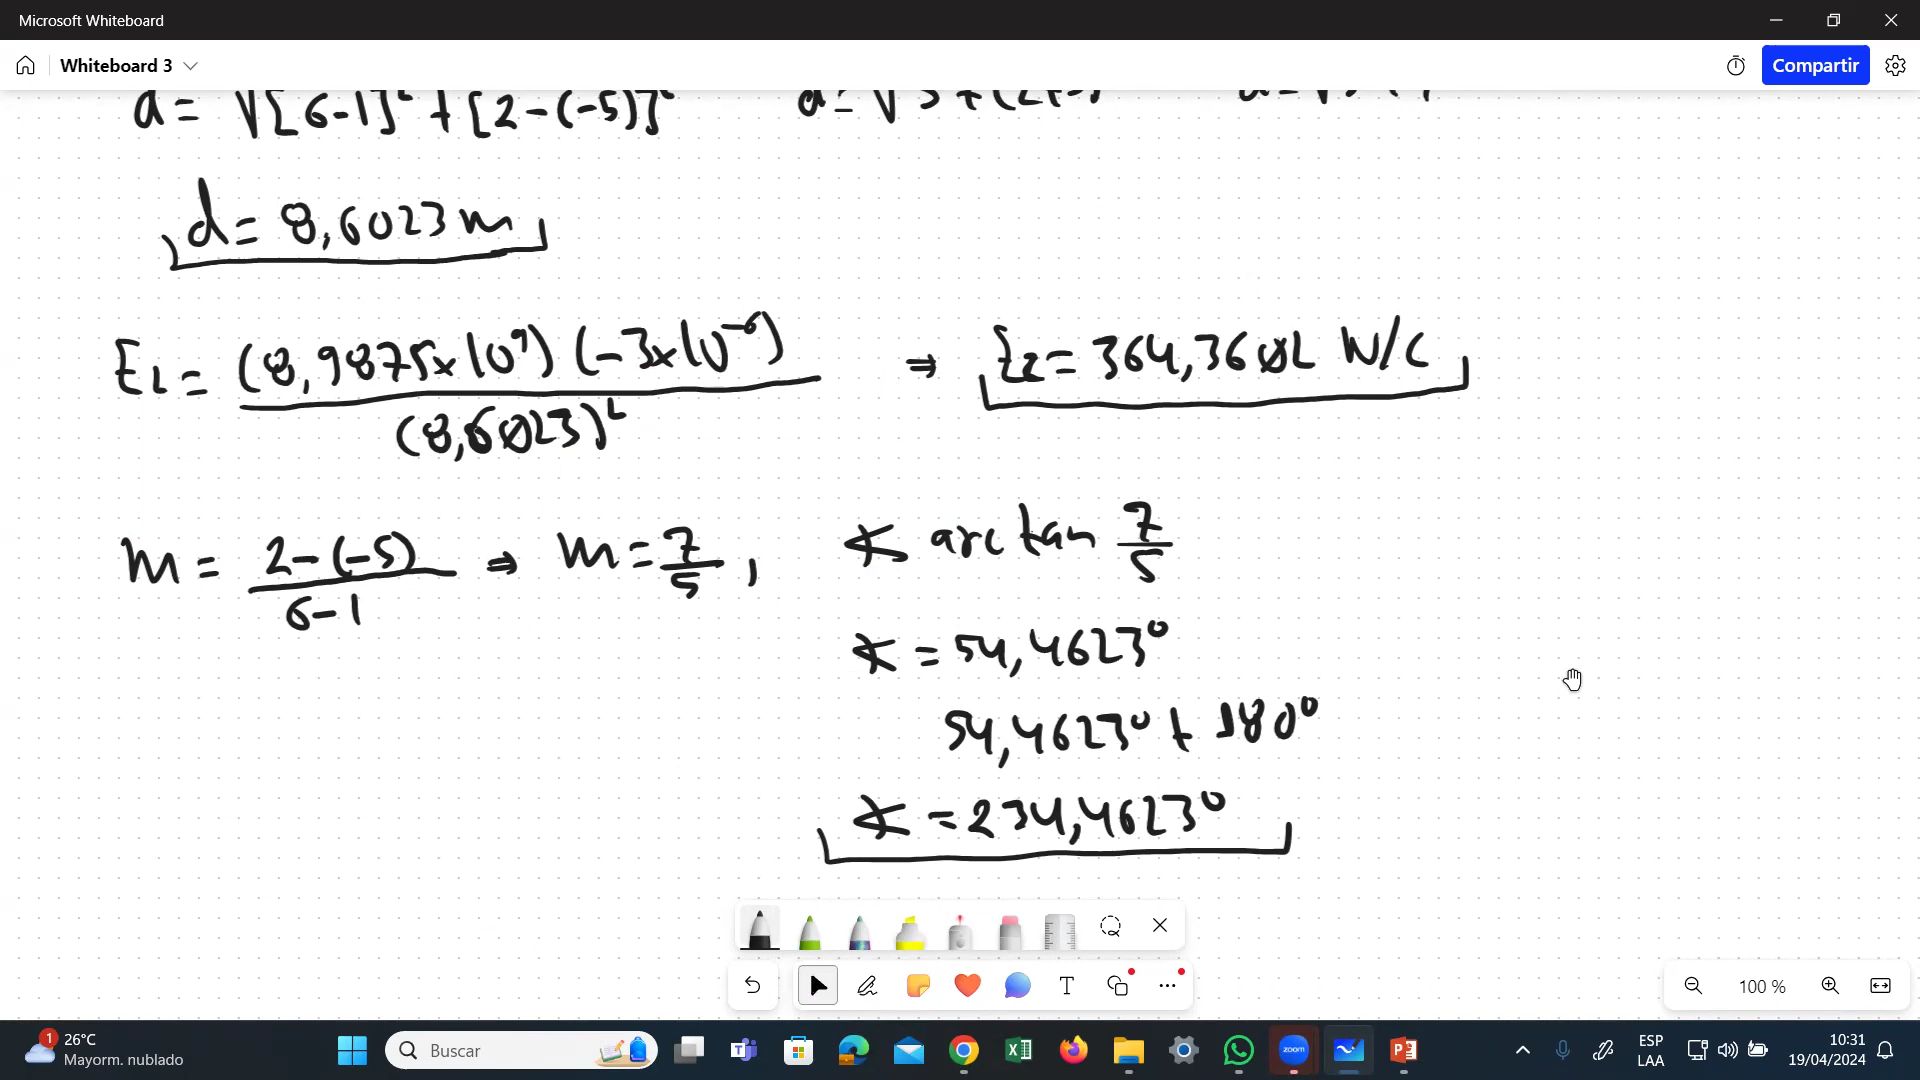 Microsoft Whiteboard
Whiteboard 3
Compartir
d = √[6-1]² + [2-(-5)]²
d = 8,6023 m
E2 = (8,9875x10⁹) (-3x10⁻⁶) / (8,6023)² ⇒ E2 = 364,3602 N/C
m = 2-(-5) / 6-1 ⇒ m = 7/5 , ∢ arc tan 7/5
∢ = 54,4623°
54,4623° + 180°
∢ = 234,4623°
100 %
1
26°C
Mayorm. nublado
Buscar
zoom
ESP
LAA
10:31
19/04/2024